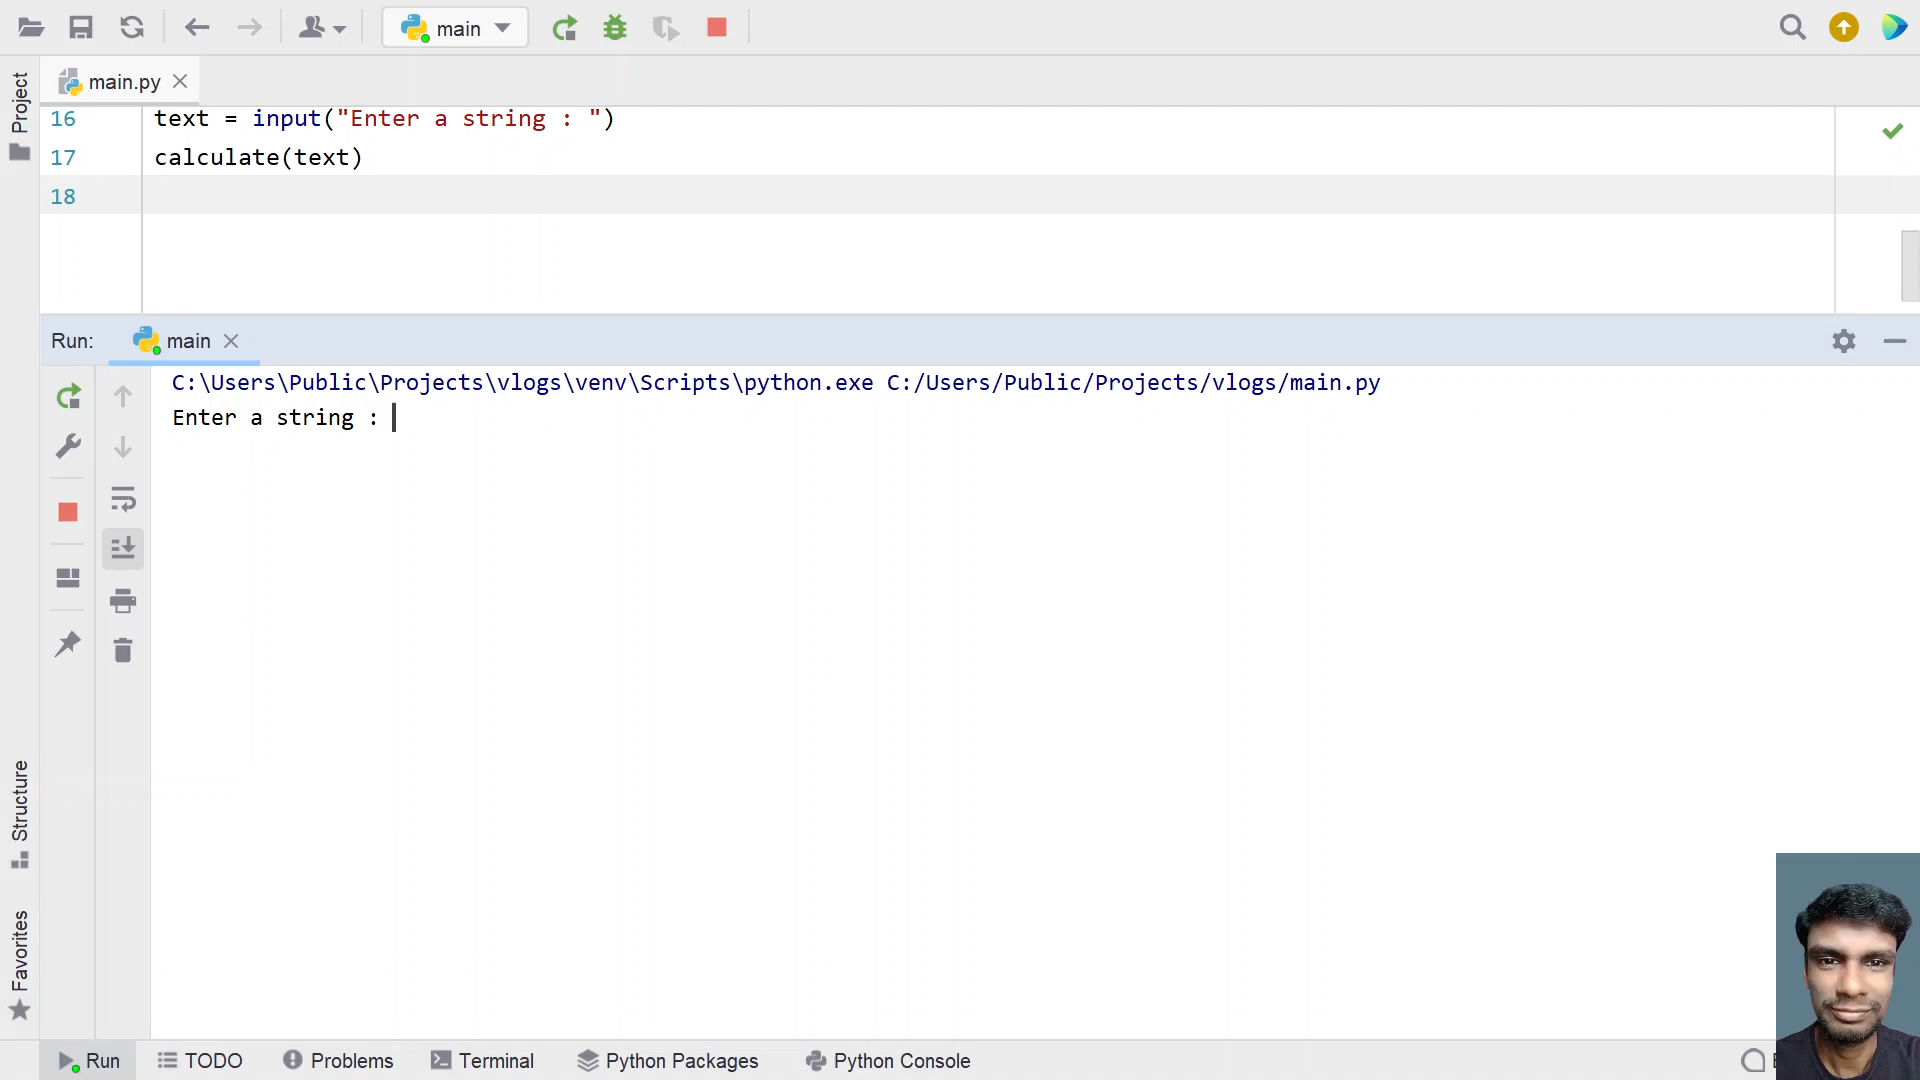 main
main.py
Project
16 text = input("Enter a string : ")
17 calculate(text)
18
Run: main
C:\Users\Public\Projects\vlogs\venv\Scripts\python.exe C:/Users/Public/Projects/vlogs/main.py
Enter a string :
Structure
Favorites
Run TODO Problems Terminal Python Packages Python Console